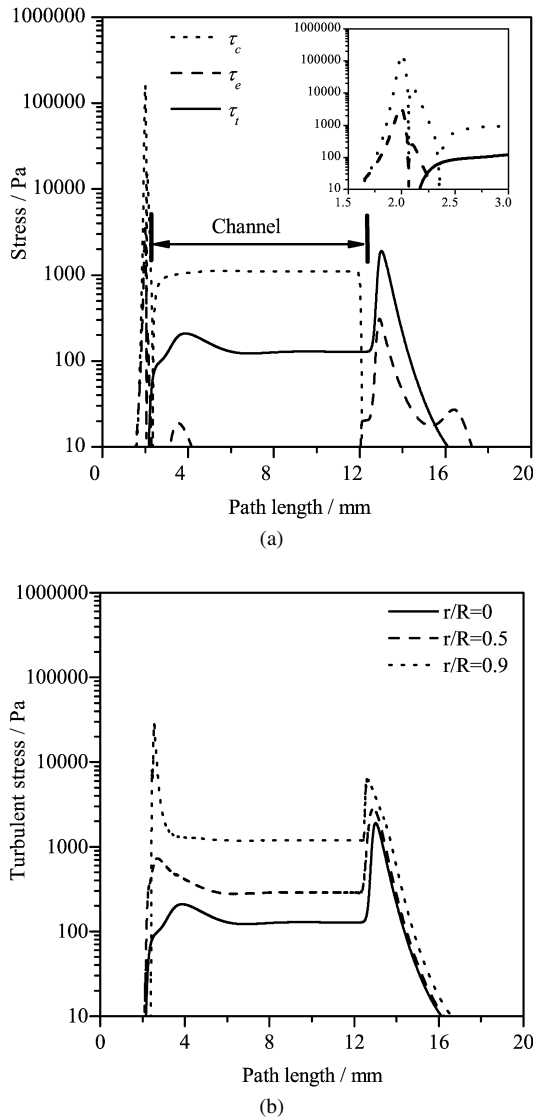 1000000
100000
10000
1000
100
10
Stress / Pa
τc
τe
τt
1000000
100000
10000
1000
100
10
1.5 2.0 2.5 3.0
Channel
0 4 8 12 16 20
Path length / mm
(a)
1000000
100000
10000
1000
100
10
Turbulent stress / Pa
r/R=0
r/R=0.5
r/R=0.9
0 4 8 12 16 20
Path length / mm
(b)